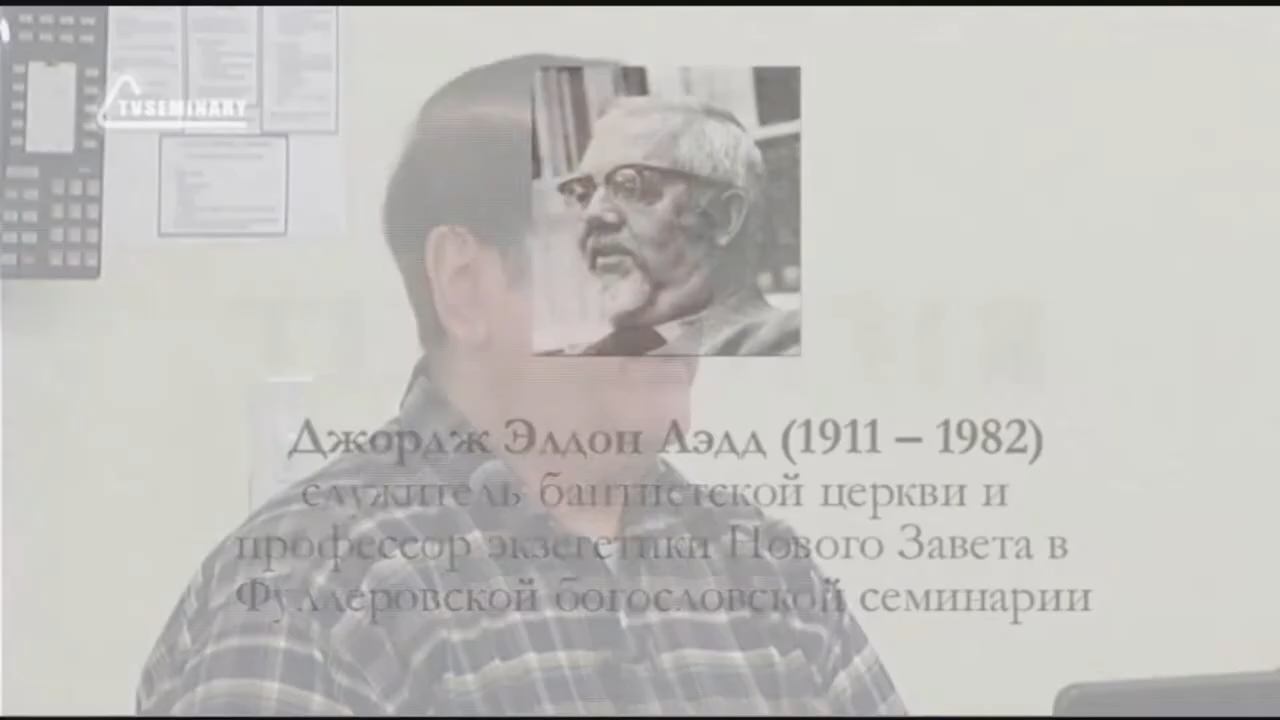 TVSEMINARY
Джордж Элдон Лэдд (1911 – 1982)
служитель баптистской церкви и
профессор экзегетики Нового Завета в
Фуллеровской богословской семинарии